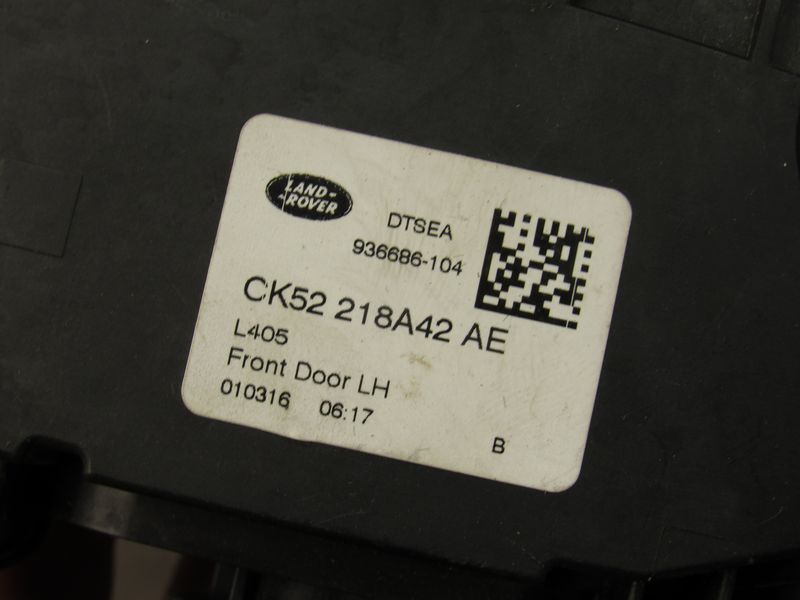 LAND-
ROVER
DTSEA
936686-104
CK52 218A42 AE
L405
Front Door LH
010316 06:17
B